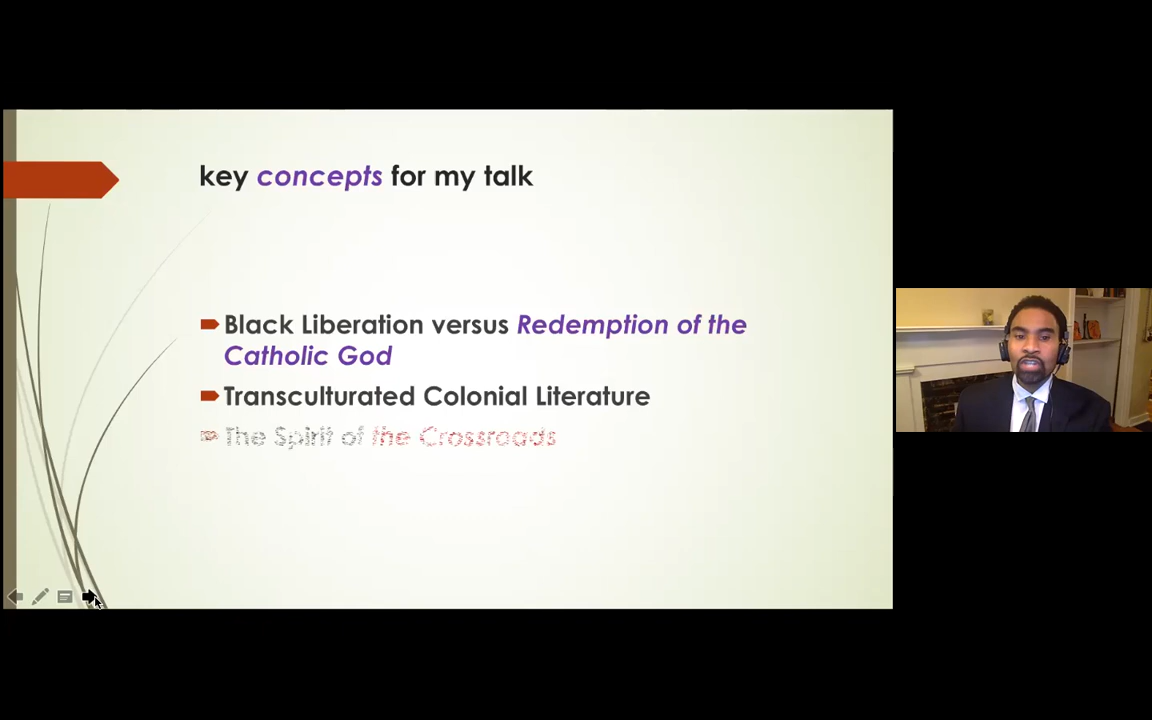 key concepts for my talk
Black Liberation versus Redemption of the
Catholic God
Transculturated Colonial Literature
The Spirit of the Crossroads